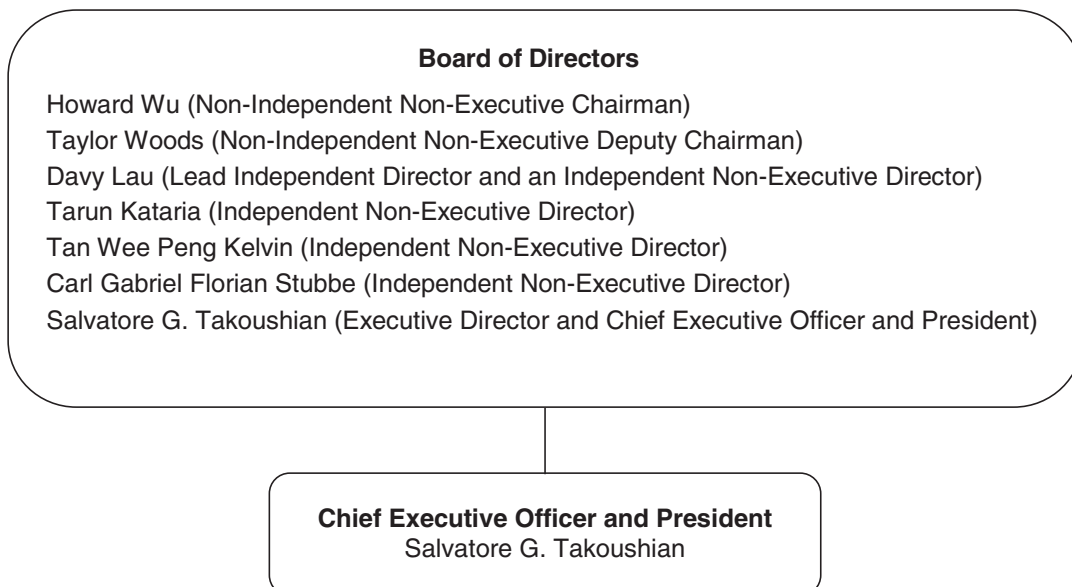 Board of Directors
Howard Wu (Non-Independent Non-Executive Chairman)
Taylor Woods (Non-Independent Non-Executive Deputy Chairman)
Davy Lau (Lead Independent Director and an Independent Non-Executive Director)
Tarun Kataria (Independent Non-Executive Director)
Tan Wee Peng Kelvin (Independent Non-Executive Director)
Carl Gabriel Florian Stubbe (Independent Non-Executive Director)
Salvatore G. Takoushian (Executive Director and Chief Executive Officer and President)
Chief Executive Officer and President
Salvatore G. Takoushian